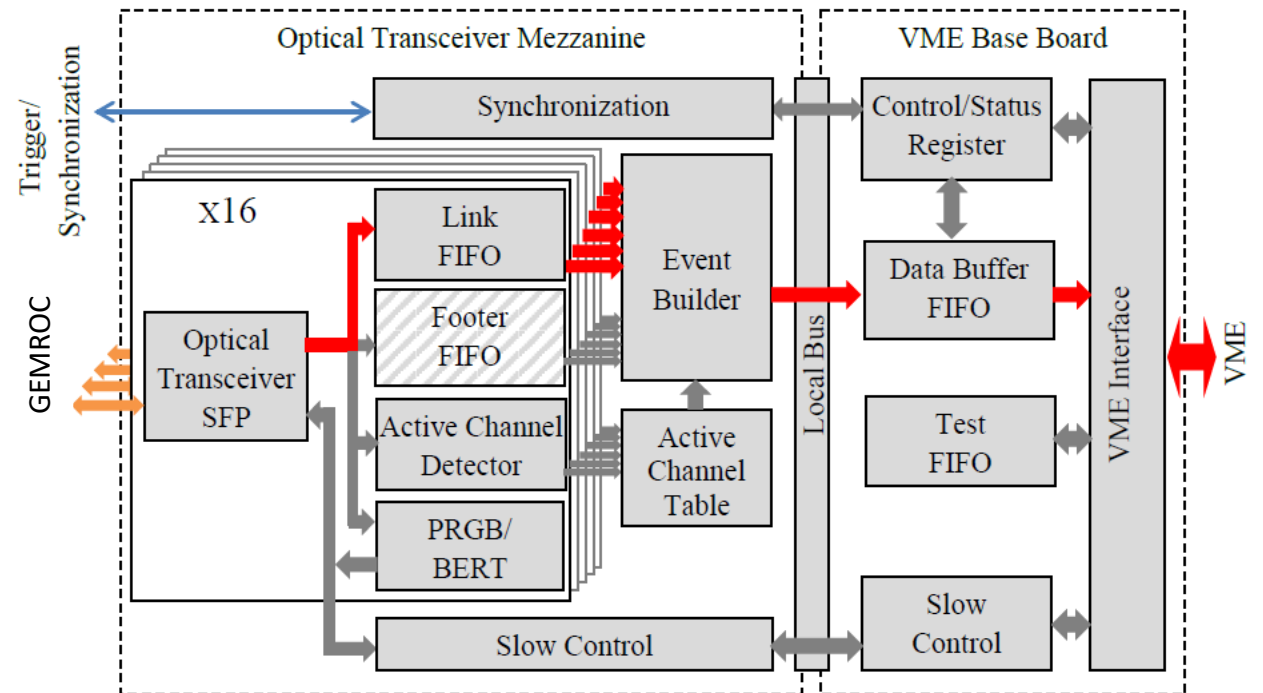 Optical Transceiver Mezzanine
VME Base Board
Trigger/
Synchronization
Synchronization
Control/Status
Register
x16
Link
FIFO
Event
Builder
Data Buffer
FIFO
Footer
FIFO
GEMROC
Optical
Transceiver
SFP
Active Channel
Detector
Active
Channel
Table
Local Bus
Test
FIFO
VME Interface
VME
PRGB/
BERT
Slow Control
Slow
Control